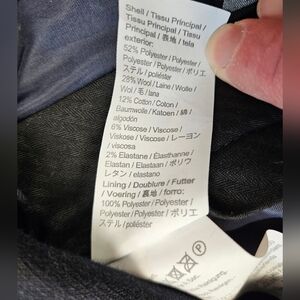 Shell / Tissu Principal /
Tissu Principal / Tissu
Principal / 表地 / tela
exterior:
52% Polyester / Polyester /
Polyester / Polyester / ポリエ
ステル / poliéster
28% Wool / Laine / Wolle /
Wol / 毛 / lana
12% Cotton / Coton /
Baumwolle / Katoen / 綿 /
algodón
6% Viscose / Viscose /
Viskose / Viscose / レーヨン
viscosa
2% Elastane / Élasthanne /
Elastan / Elastaan / ポリウ
レタン / elastano
Lining / Doublure / Futter
/ Voering / 裏地 / forro:
100% Polyester / Polyester /
Polyester / Polyester / ポリエ
ステル / poliéster
P